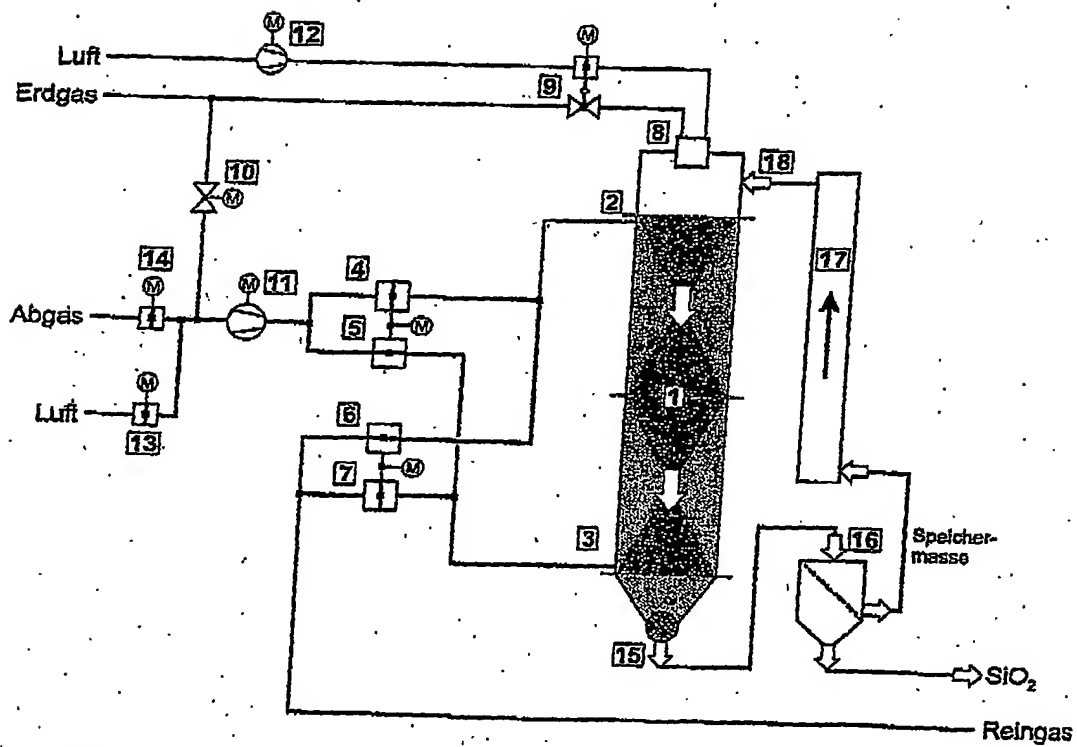 M 12
Luft M
Erdgas 9
8
10 18
M 2
14 17
M M 4
11
Abgas 5 M
M 1
Luft 6
13 M
7
3 16
Speicher-
masse
15
SiO2
Reingas